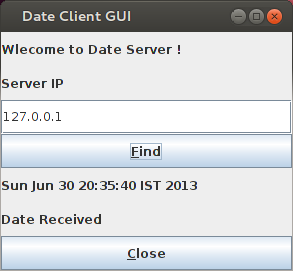 Date Client GUI
Wlecome to Date Server !
Server IP
127.0.0.1
Find
Sun Jun 30 20:35:40 IST 2013
Date Received
Close